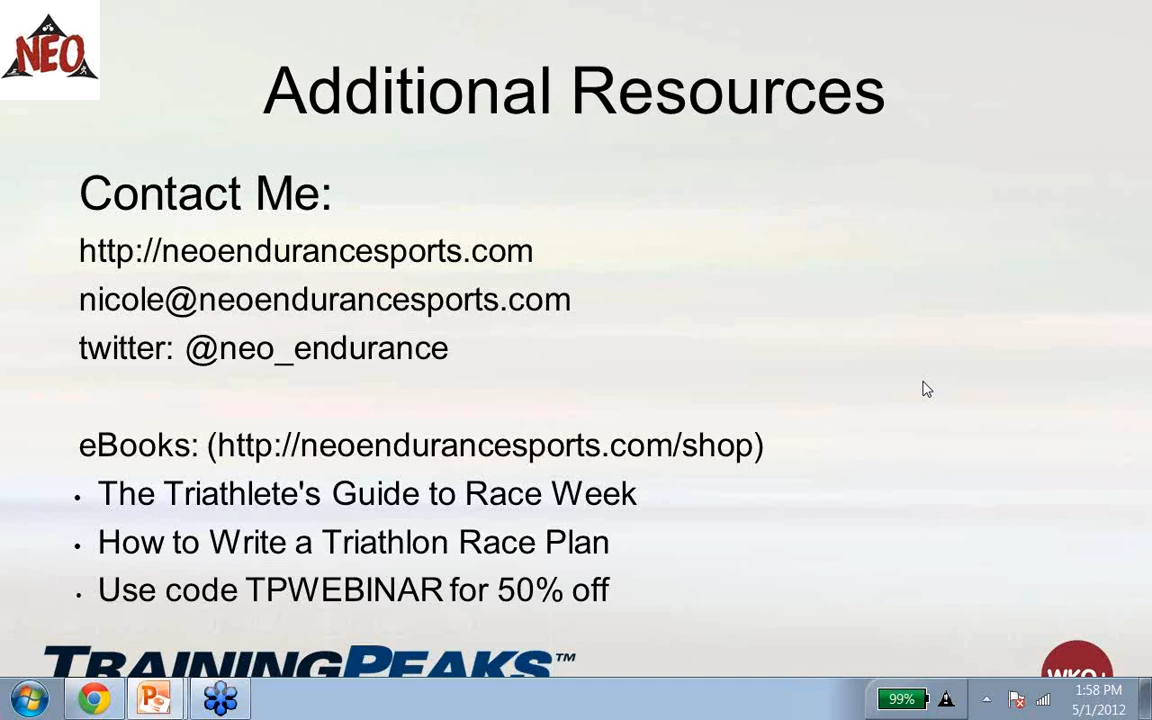 NEO
Additional Resources
Contact Me:
http://neoendurancesports.com
nicole@neoendurancesports.com
twitter: @neo_endurance
eBooks: (http://neoendurancesports.com/shop)
• The Triathlete's Guide to Race Week
• How to Write a Triathlon Race Plan
• Use code TPWEBINAR for 50% off
TRAININGPEAKS™
WKO+
99%
1:58 PM
5/1/2012